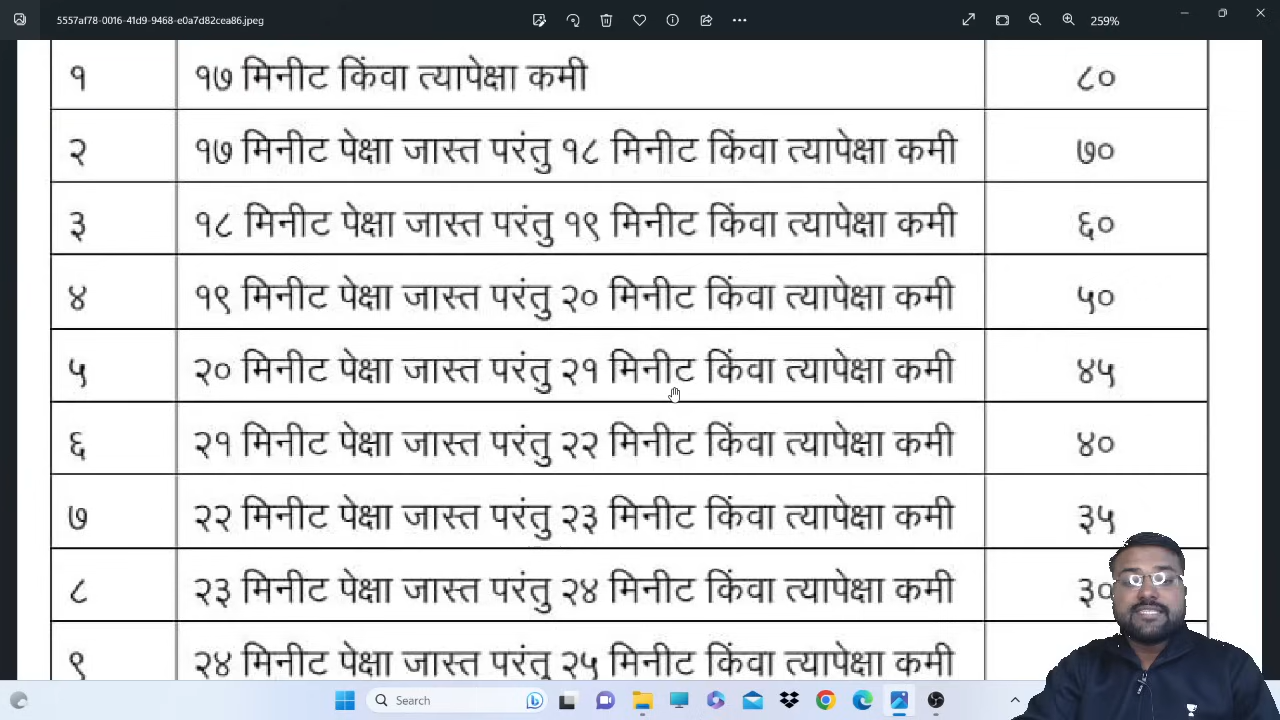 5557af78-0016-41d9-9468-e0a7d82cea86.jpeg
259%
१ १७ मिनीट किंवा त्यापेक्षा कमी ८०
२ १७ मिनीट पेक्षा जास्त परंतु १८ मिनीट किंवा त्यापेक्षा कमी ७०
३ १८ मिनीट पेक्षा जास्त परंतु १९ मिनीट किंवा त्यापेक्षा कमी ६०
४ १९ मिनीट पेक्षा जास्त परंतु २० मिनीट किंवा त्यापेक्षा कमी ५०
५ २० मिनीट पेक्षा जास्त परंतु २१ मिनीट किंवा त्यापेक्षा कमी ४५
६ २१ मिनीट पेक्षा जास्त परंतु २२ मिनीट किंवा त्यापेक्षा कमी ४०
७ २२ मिनीट पेक्षा जास्त परंतु २३ मिनीट किंवा त्यापेक्षा कमी ३५
८ २३ मिनीट पेक्षा जास्त परंतु २४ मिनीट किंवा त्यापेक्षा कमी ३०
९ २४ मिनीट पेक्षा जास्त परंतु २५ मिनीट किंवा त्यापेक्षा कमी
Search